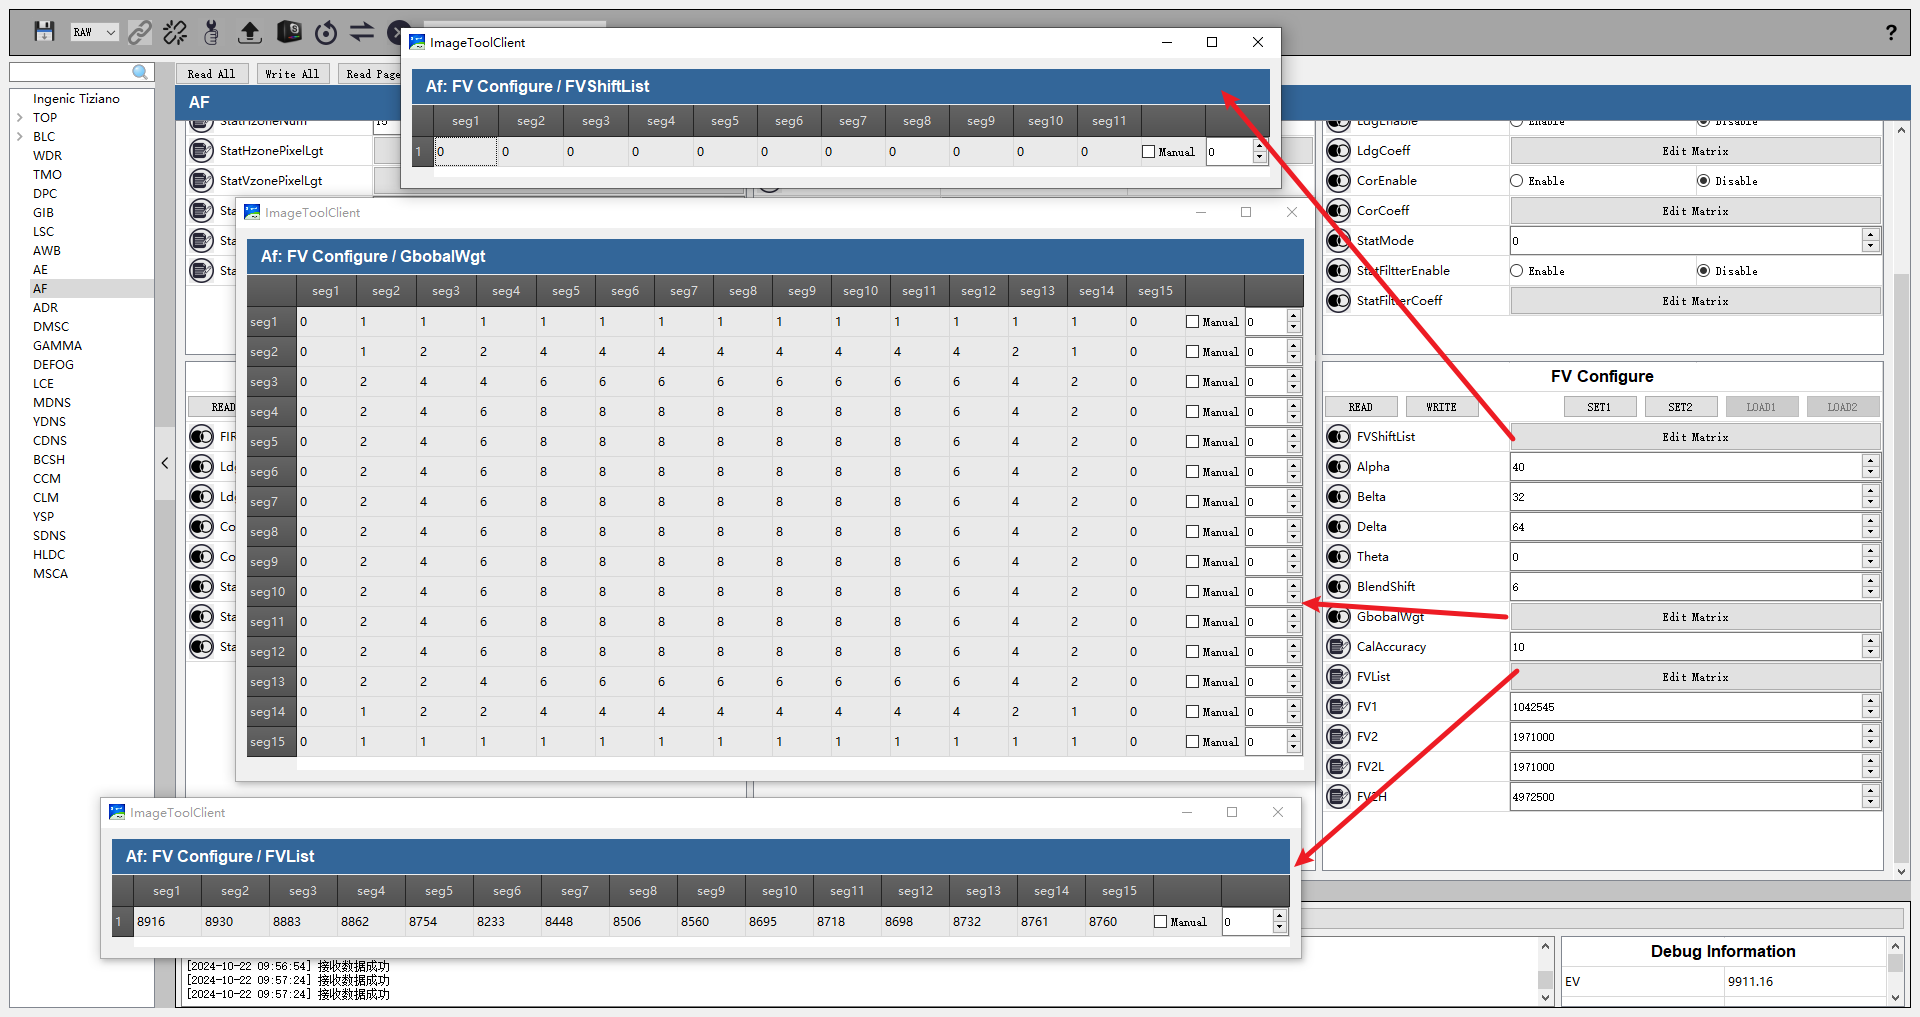 RAW
?
Read All
Write All
Read Page
Ingenic Tiziano
TOP
BLC
WDR
TMO
DPC
GIB
LSC
AWB
AE
AF
ADR
DMSC
GAMMA
DEFOG
LCE
MDNS
YDNS
CDNS
BCSH
CCM
CLM
YSP
SDNS
HLDC
MSCA
AF
StatHzoneNum
StatHzonePixelLgt
StatVzonePixelLgt
Sta
Sta
Sta
READ
FIR
Ldg
Ldg
Co
Co
Sta
Sta
Sta
ImageToolClient
Af: FV Configure / FVShiftList
seg1 seg2 seg3 seg4 seg5 seg6 seg7 seg8 seg9 seg10 seg11
1 0 0 0 0 0 0 0 0 0 0 0 Manual 0
ImageToolClient
Af: FV Configure / GbobalWgt
seg1 seg2 seg3 seg4 seg5 seg6 seg7 seg8 seg9 seg10 seg11 seg12 seg13 seg14 seg15
seg1 0 1 1 1 1 1 1 1 1 1 1 1 1 1 0 Manual 0
seg2 0 1 2 2 4 4 4 4 4 4 4 4 2 1 0 Manual 0
seg3 0 2 4 4 6 6 6 6 6 6 6 6 4 2 0 Manual 0
seg4 0 2 4 6 8 8 8 8 8 8 8 6 4 2 0 Manual 0
seg5 0 2 4 6 8 8 8 8 8 8 8 6 4 2 0 Manual 0
seg6 0 2 4 6 8 8 8 8 8 8 8 6 4 2 0 Manual 0
seg7 0 2 4 6 8 8 8 8 8 8 8 6 4 2 0 Manual 0
seg8 0 2 4 6 8 8 8 8 8 8 8 6 4 2 0 Manual 0
seg9 0 2 4 6 8 8 8 8 8 8 8 6 4 2 0 Manual 0
seg10 0 2 4 6 8 8 8 8 8 8 8 6 4 2 0 Manual 0
seg11 0 2 4 6 8 8 8 8 8 8 8 6 4 2 0 Manual 0
seg12 0 2 4 6 8 8 8 8 8 8 8 6 4 2 0 Manual 0
seg13 0 2 2 4 6 6 6 6 6 6 6 6 4 2 0 Manual 0
seg14 0 1 2 2 4 4 4 4 4 4 4 4 2 1 0 Manual 0
seg15 0 1 1 1 1 1 1 1 1 1 1 1 1 1 0 Manual 0
ImageToolClient
Af: FV Configure / FVList
seg1 seg2 seg3 seg4 seg5 seg6 seg7 seg8 seg9 seg10 seg11 seg12 seg13 seg14 seg15
1 8916 8930 8883 8862 8754 8233 8448 8506 8560 8695 8718 8698 8732 8761 8760 Manual 0
LdgEnable Enable Disable
LdgCoeff Edit Matrix
CorEnable Enable Disable
CorCoeff Edit Matrix
StatMode 0
StatFiltterEnable Enable Disable
StatFiltterCoeff Edit Matrix
FV Configure
READ WRITE SET1 SET2 LOAD1 LOAD2
FVShiftList Edit Matrix
Alpha 40
Belta 32
Delta 64
Theta 0
BlendShift 6
GbobalWgt Edit Matrix
CalAccuracy 10
FVList Edit Matrix
FV1 1042545
FV2 1971000
FV2L 1971000
FV2H 4972500
[2024-10-22 09:56:54] 接收数据成功
[2024-10-22 09:57:24] 接收数据成功
[2024-10-22 09:57:24] 接收数据成功
Debug Information
EV 9911.16